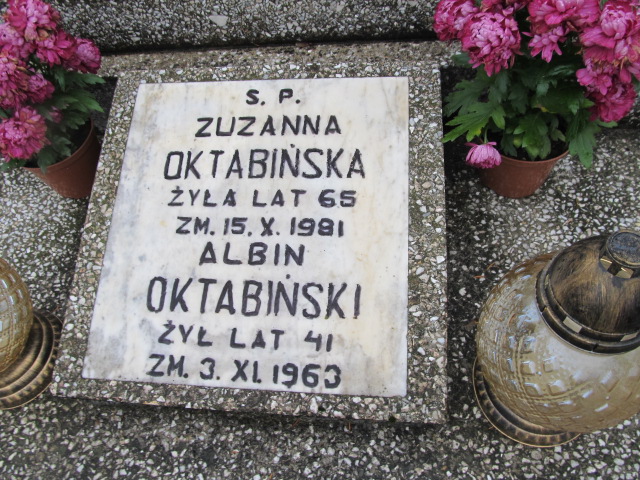 S. P.
ZUZANNA
OKTABIŃSKA
ŻYŁA LAT 65
ZM. 15. X. 1981
ALBIN
OKTABIŃSKI
ŻYŁ LAT 41
ZM. 3. XI. 1963